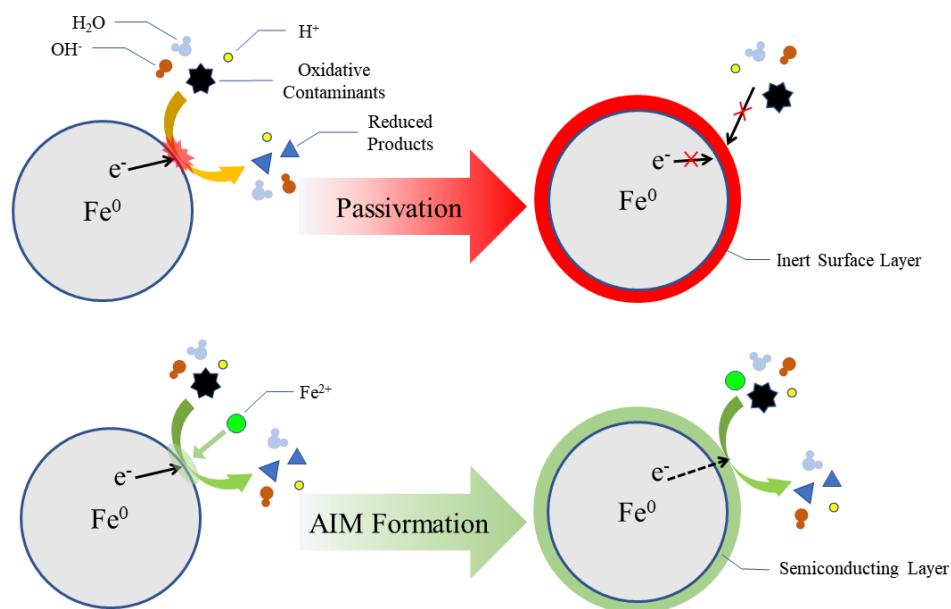 H₂O
OH⁻
H⁺
Oxidative
Contaminants
Reduced
Products
e⁻
Fe⁰
Passivation
e⁻
Fe⁰
Inert Surface Layer
Fe²⁺
e⁻
Fe⁰
AIM Formation
e⁻
Fe⁰
Semiconducting Layer